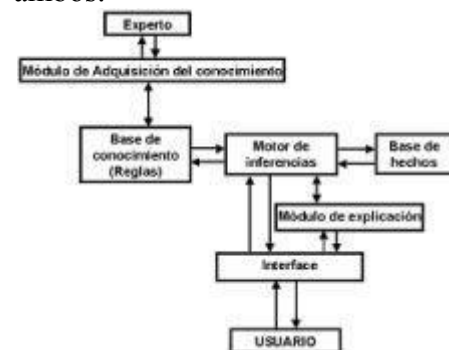 ambos.
Experto
Módulo de Adquisición del conocimiento
Base de
conocimiento
(Reglas)
Motor de
inferencias
Base de
hechos
Módulo de explicación
Interface
USUARIO